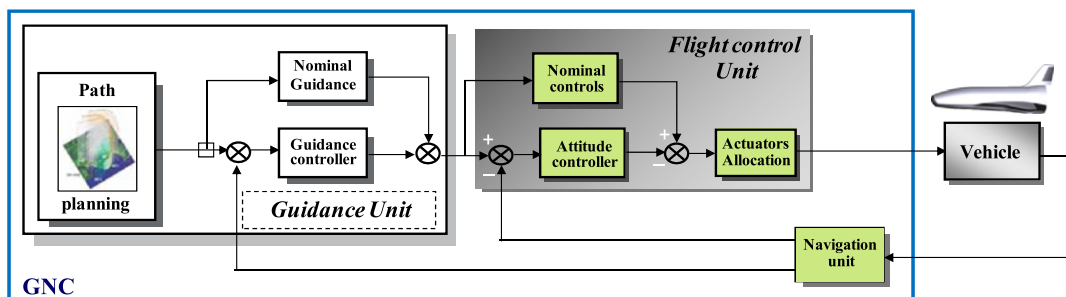 Path
planning
Nominal
Guidance
Guidance
controller
Guidance Unit
Flight control
Unit
Nominal
controls
+
−
Attitude
controller
+
−
Actuators
Allocation
Vehicle
Navigation
unit
GNC